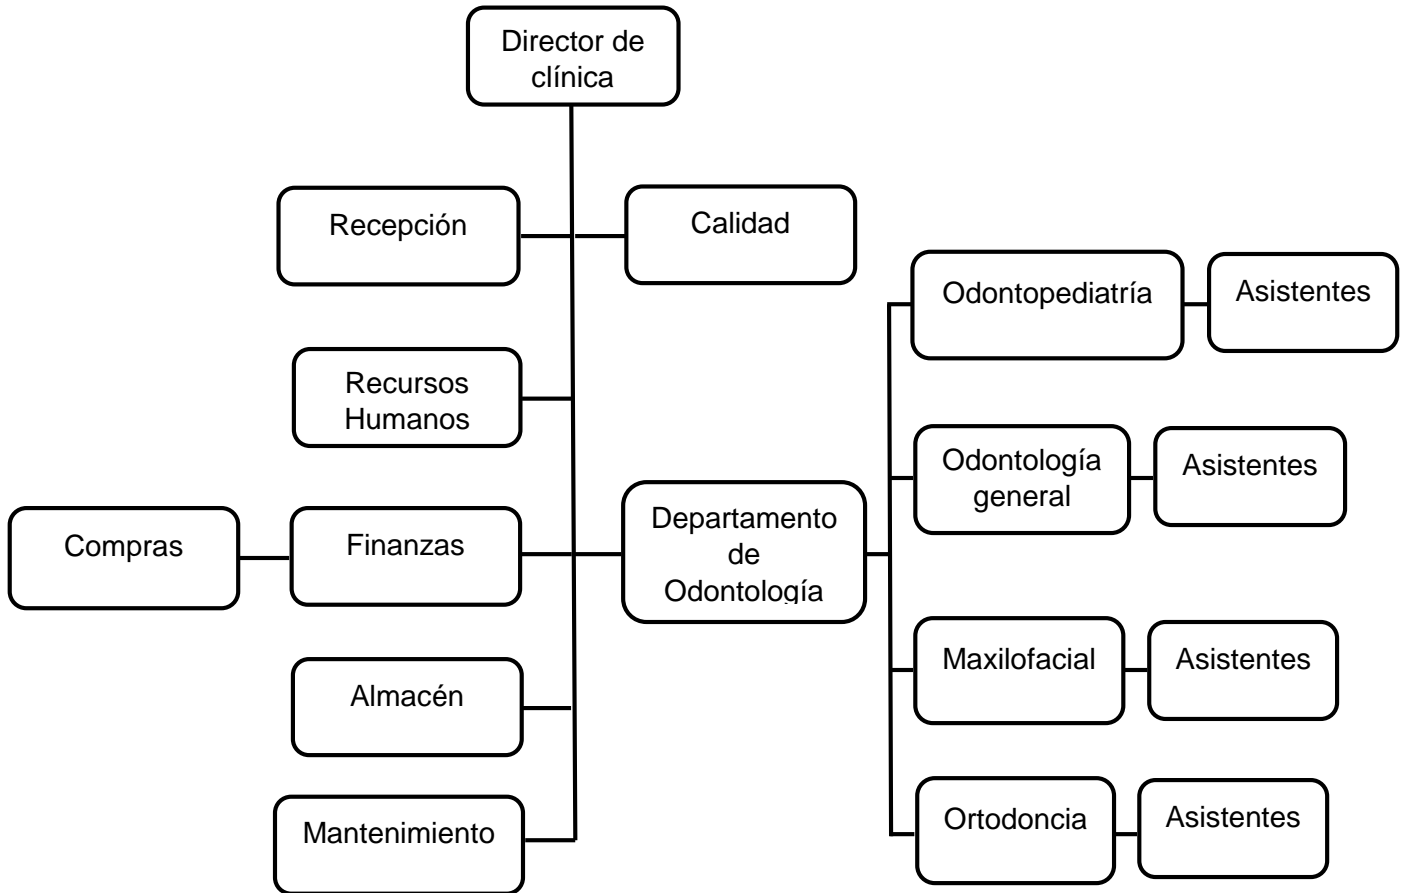 Director de
clínica
Recepción
Calidad
Odontopediatría
Asistentes
Recursos
Humanos
Odontología
general
Asistentes
Compras
Finanzas
Departamento
de
Odontología
Maxilofacial
Asistentes
Almacén
Mantenimiento
Ortodoncia
Asistentes